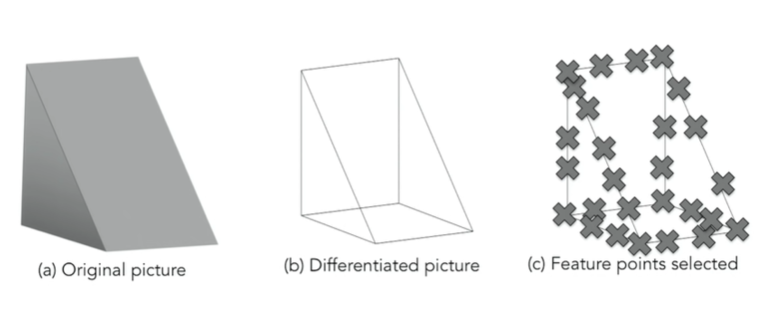 (a) Original picture
(b) Differentiated picture
(c) Feature points selected